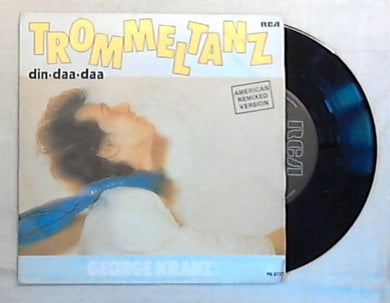 RCA
TROMMELTANZ
din·daa·daa
AMERICAN
REMIXED
VERSION
RCA
GEORGE KRANZ